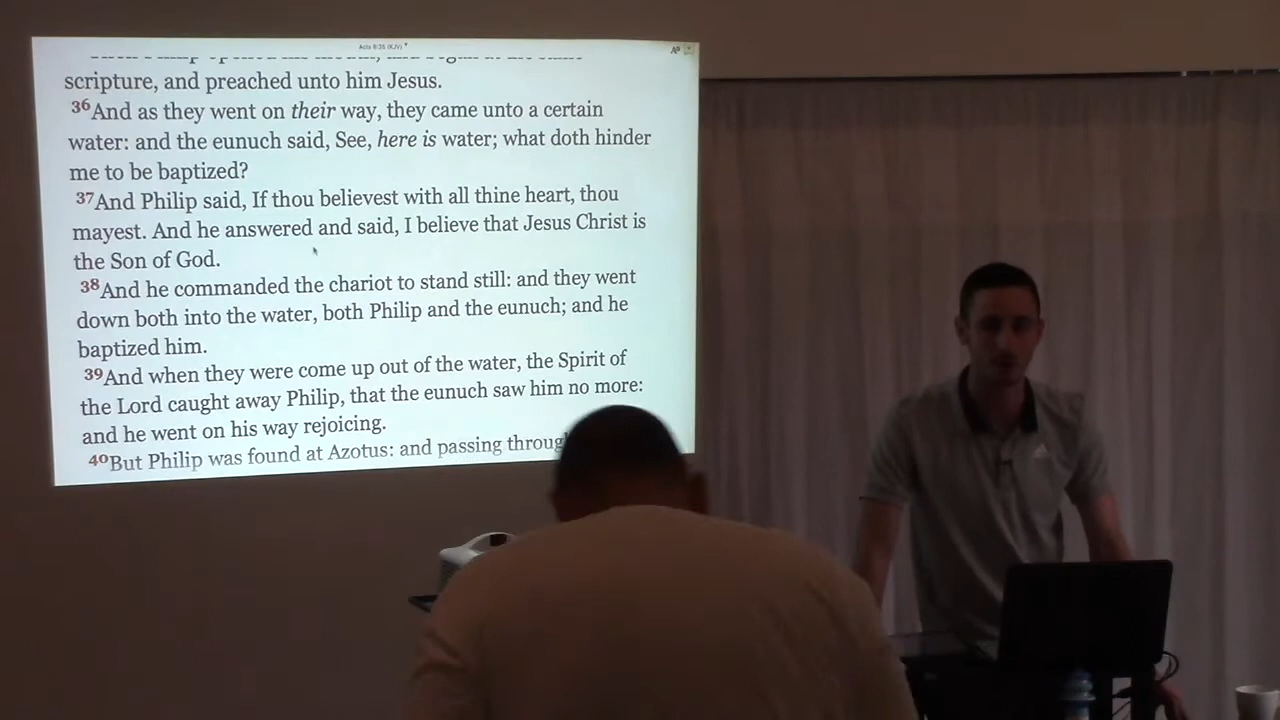 Acts 8:35 (KJV)
scripture, and preached unto him Jesus.
36And as they went on their way, they came unto a certain
water: and the eunuch said, See, here is water; what doth hinder
me to be baptized?
37And Philip said, If thou believest with all thine heart, thou
mayest. And he answered and said, I believe that Jesus Christ is
the Son of God.
38And he commanded the chariot to stand still: and they went
down both into the water, both Philip and the eunuch; and he
baptized him.
39And when they were come up out of the water, the Spirit of
the Lord caught away Philip, that the eunuch saw him no more:
and he went on his way rejoicing.
40But Philip was found at Azotus: and passing